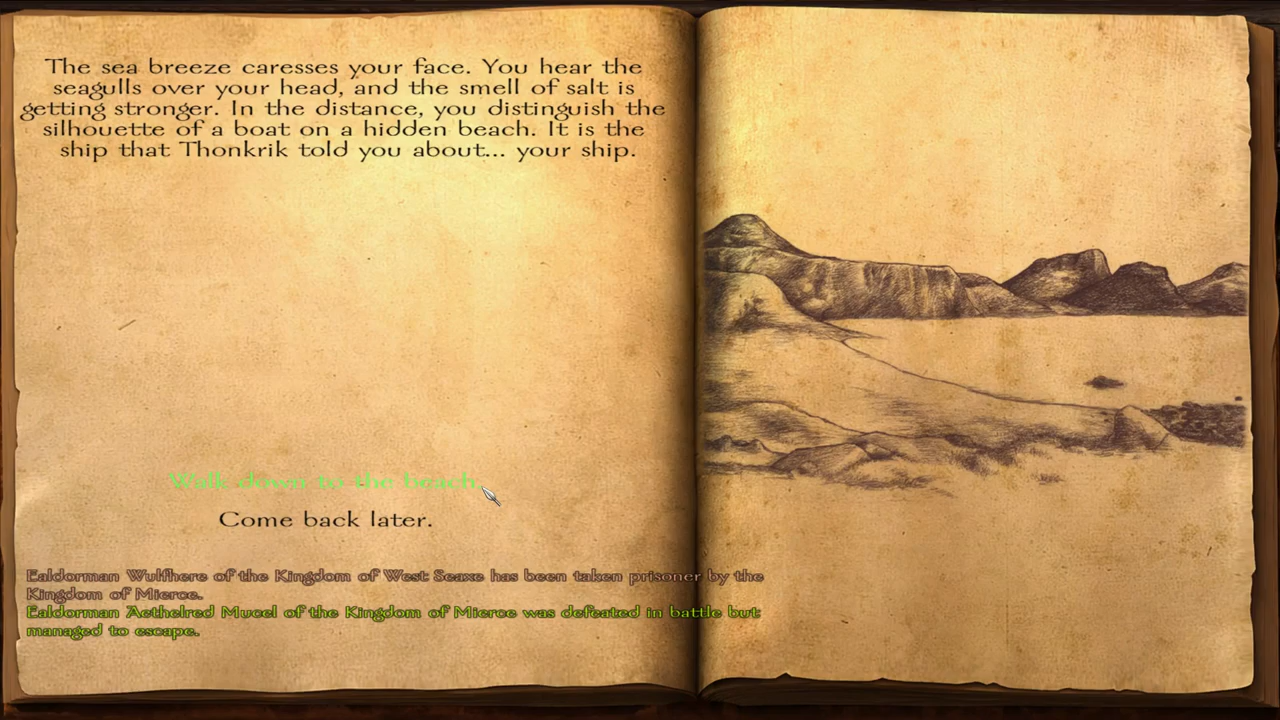 The sea breeze caresses your face. You hear the
seagulls over your head, and the smell of salt is
getting stronger. In the distance, you distinguish the
silhouette of a boat on a hidden beach. It is the
ship that Thonkrik told you about... your ship.
Walk down to the beach.
Come back later.
Ealdorman Wulfhere of the Kingdom of West Seaxe has been taken prisoner by the
Kingdom of Mierce.
Ealdorman Aethelred Mucel of the Kingdom of Mierce was defeated in battle but
managed to escape.